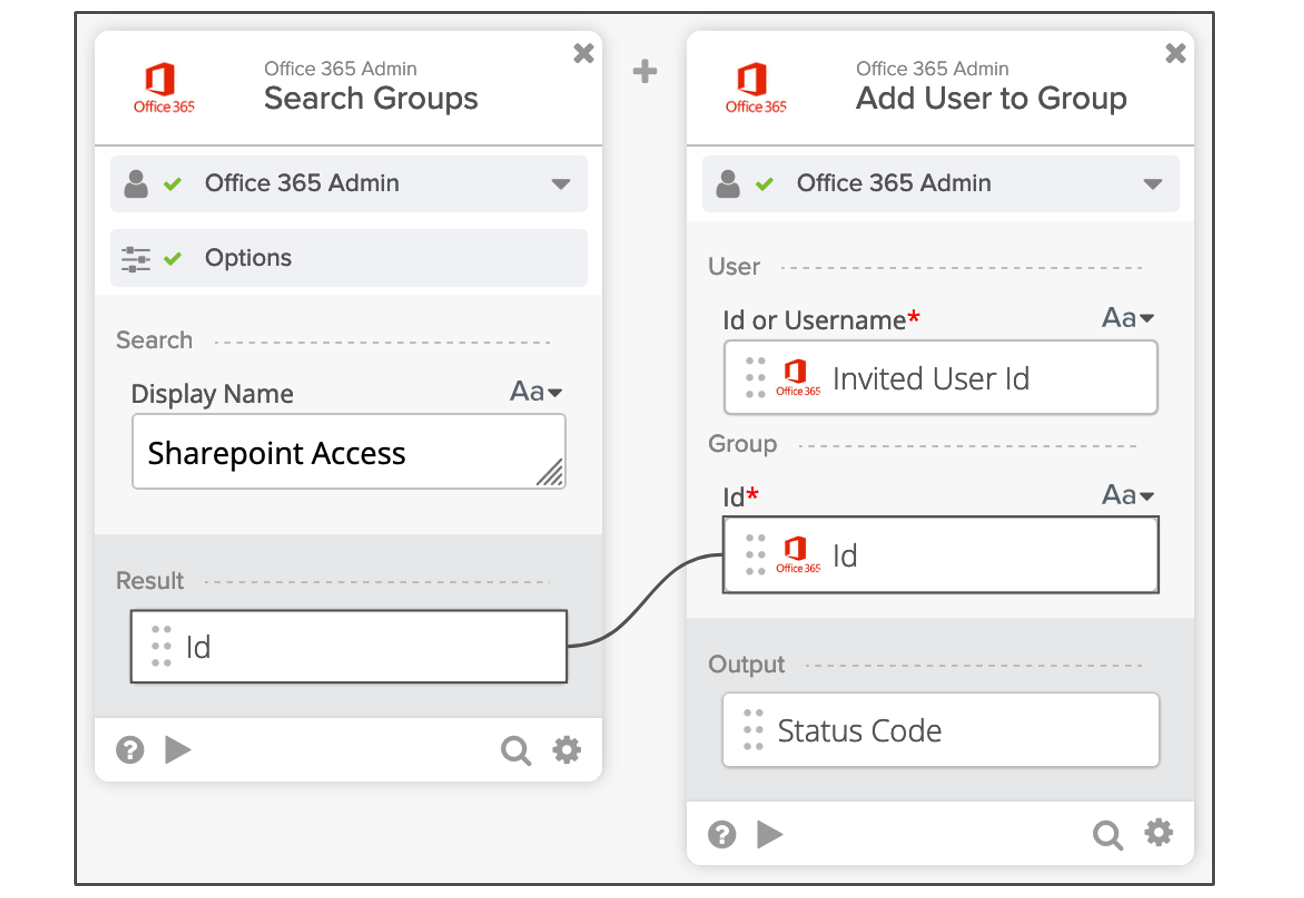 Office 365 Admin
Search Groups
Office 365
Office 365 Admin
Options
Search
Display Name
Aa
Sharepoint Access
Result
Id
?
Office 365 Admin
Add User to Group
Office 365
Office 365 Admin
User
Id or Username*
Aa
Office 365
Invited User Id
Group
Id*
Aa
Office 365
Id
Output
Status Code
?